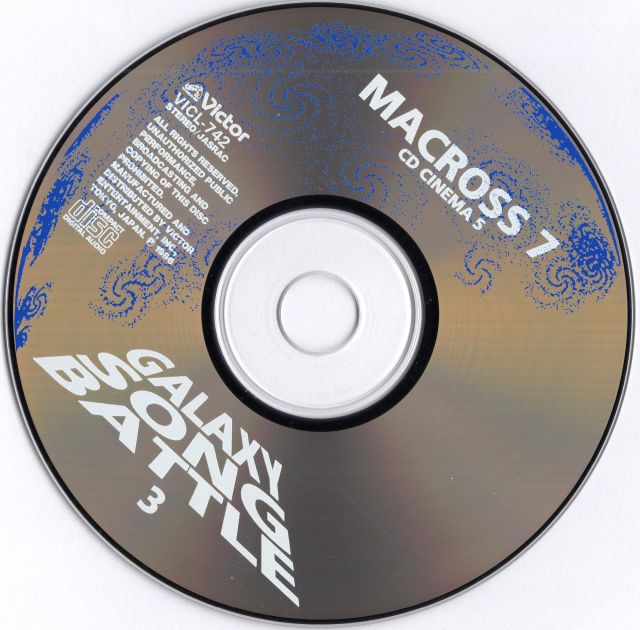 MACROSS 7
CD CINEMA 5
Victor
VICL-742
STEREO/JASRAC
ALL RIGHTS RESERVED.
UNAUTHORIZED PUBLIC
PERFORMANCE,
BROADCASTING AND
COPYING OF THIS DISC
PROHIBITED.
MANUFACTURED AND
DISTRIBUTED BY VICTOR
ENTERTAINMENT, INC.,
TOKYO, JAPAN. Ⓟ
COMPACT
disc
DIGITAL AUDIO
GALAXY
SONG
BATTLE
3